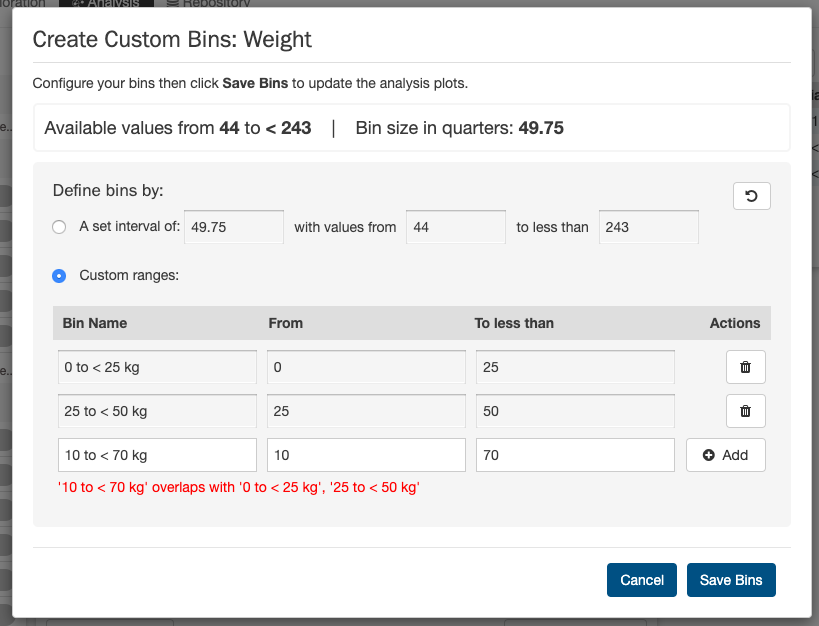 Analysis
Repository
Create Custom Bins: Weight
Configure your bins then click Save Bins to update the analysis plots.
Available values from 44 to < 243 | Bin size in quarters: 49.75
Define bins by:
A set interval of: 49.75 with values from 44 to less than 243
Custom ranges:
Bin Name From To less than Actions
0 to < 25 kg 0 25
25 to < 50 kg 25 50
10 to < 70 kg 10 70 Add
'10 to < 70 kg' overlaps with '0 to < 25 kg', '25 to < 50 kg'
Cancel Save Bins